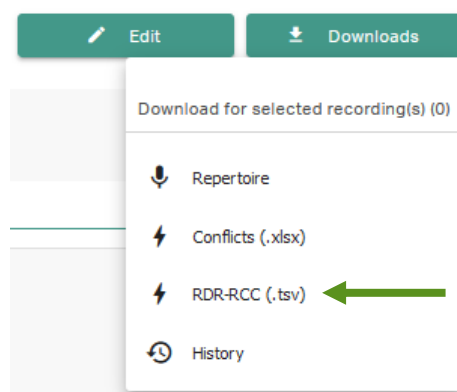 Edit
Downloads
Download for selected recording(s) (0)
Repertoire
Conflicts (.xlsx)
RDR-RCC (.tsv)
History